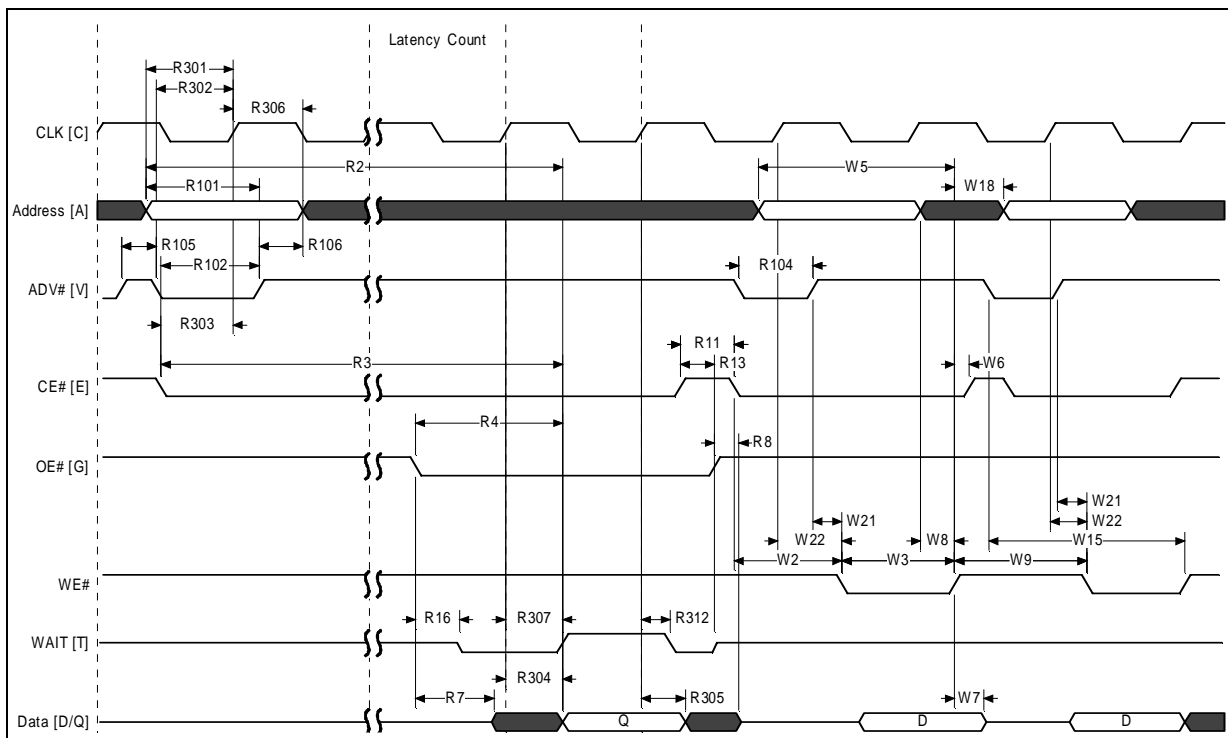 Latency Count
R301
R302
R306
CLK [C]
R2
W5
R101
W18
Address [A]
R105
R106
R102
R104
ADV# [V]
R303
R11
R3
R13
W6
CE# [E]
R4
R8
OE# [G]
W21
W21
W22
W22
W8
W15
W2
W3
W9
WE#
R16
R307
R312
WAIT [T]
R304
R7
R305
W7
Data [D/Q]
Q
D
D